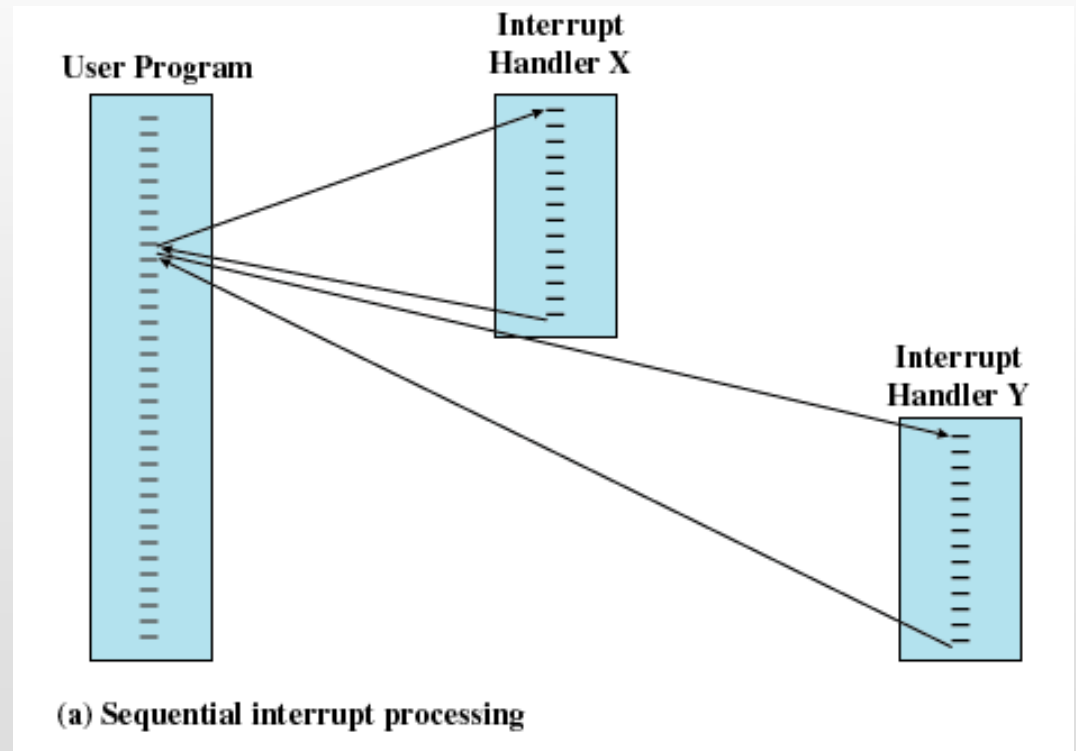 Interrupt
Handler X
User Program
Interrupt
Handler Y
(a) Sequential interrupt processing